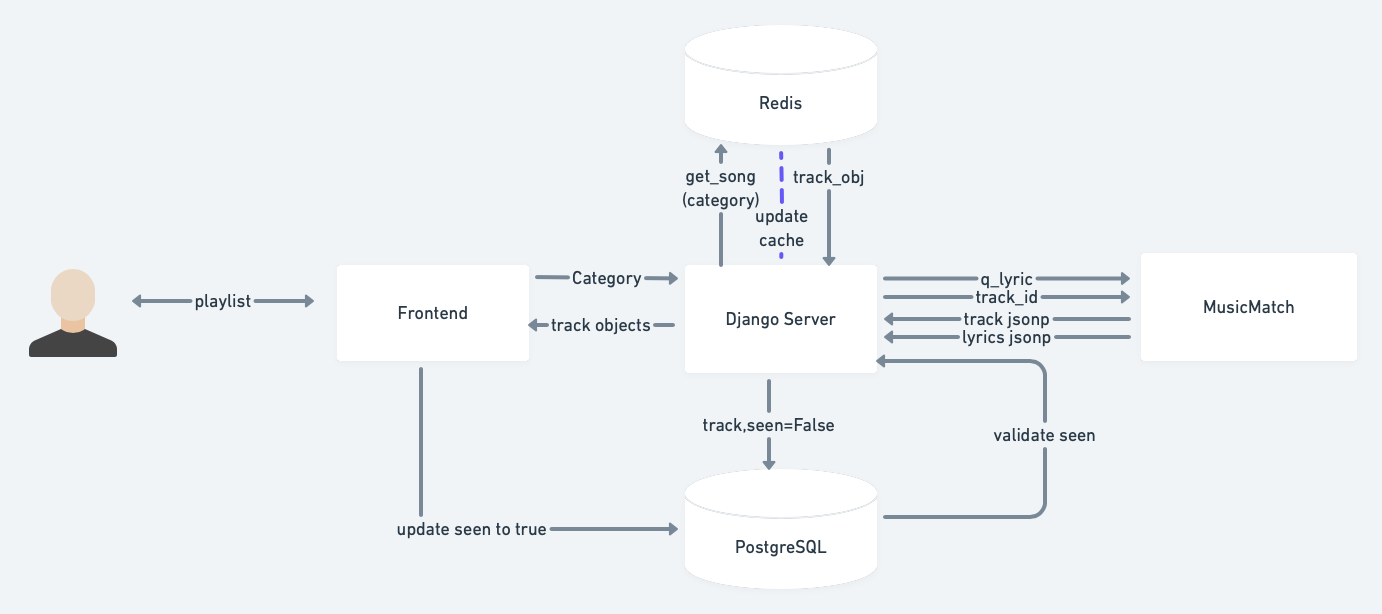 Redis
get_song
(category)
track_obj
update
cache
playlist
Frontend
Category
track objects
Django Server
q_lyric
track_id
track jsonp
lyrics jsonp
MusicMatch
track,seen=False
validate seen
update seen to true
PostgreSQL